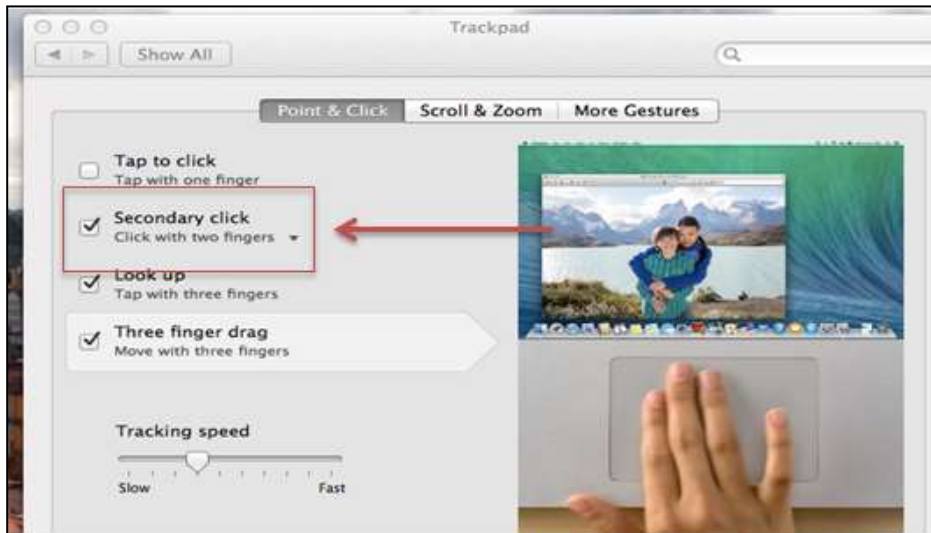 Trackpad
Show All
Point & Click Scroll & Zoom More Gestures
Tap to click
Tap with one finger
Secondary click
Click with two fingers
Look up
Tap with three fingers
Three finger drag
Move with three fingers
Tracking speed
Slow Fast